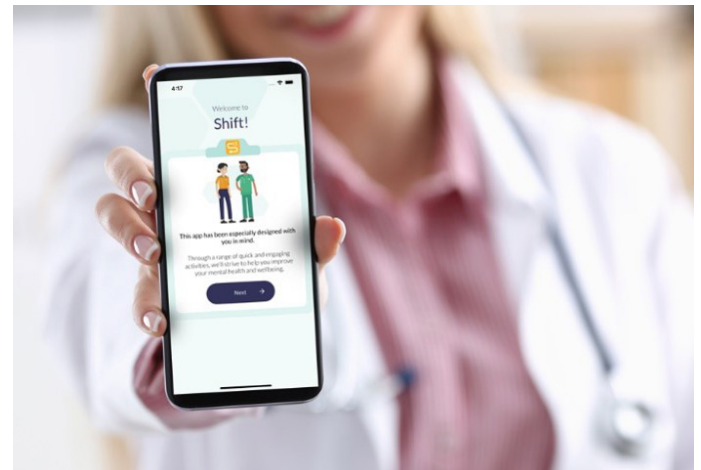 4:57
Welcome to
Shift!
S
This app has been especially designed with
you in mind.
Through a range of quick and engaging
activities, we'll strive to help you improve
your mental health and wellbeing.
Next →